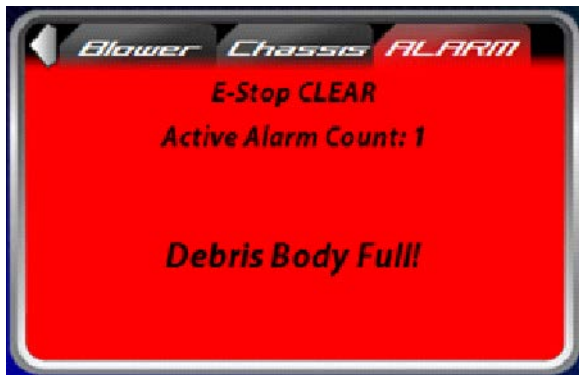 Blower Chassis ALARM
E-Stop CLEAR
Active Alarm Count: 1
Debris Body Full!